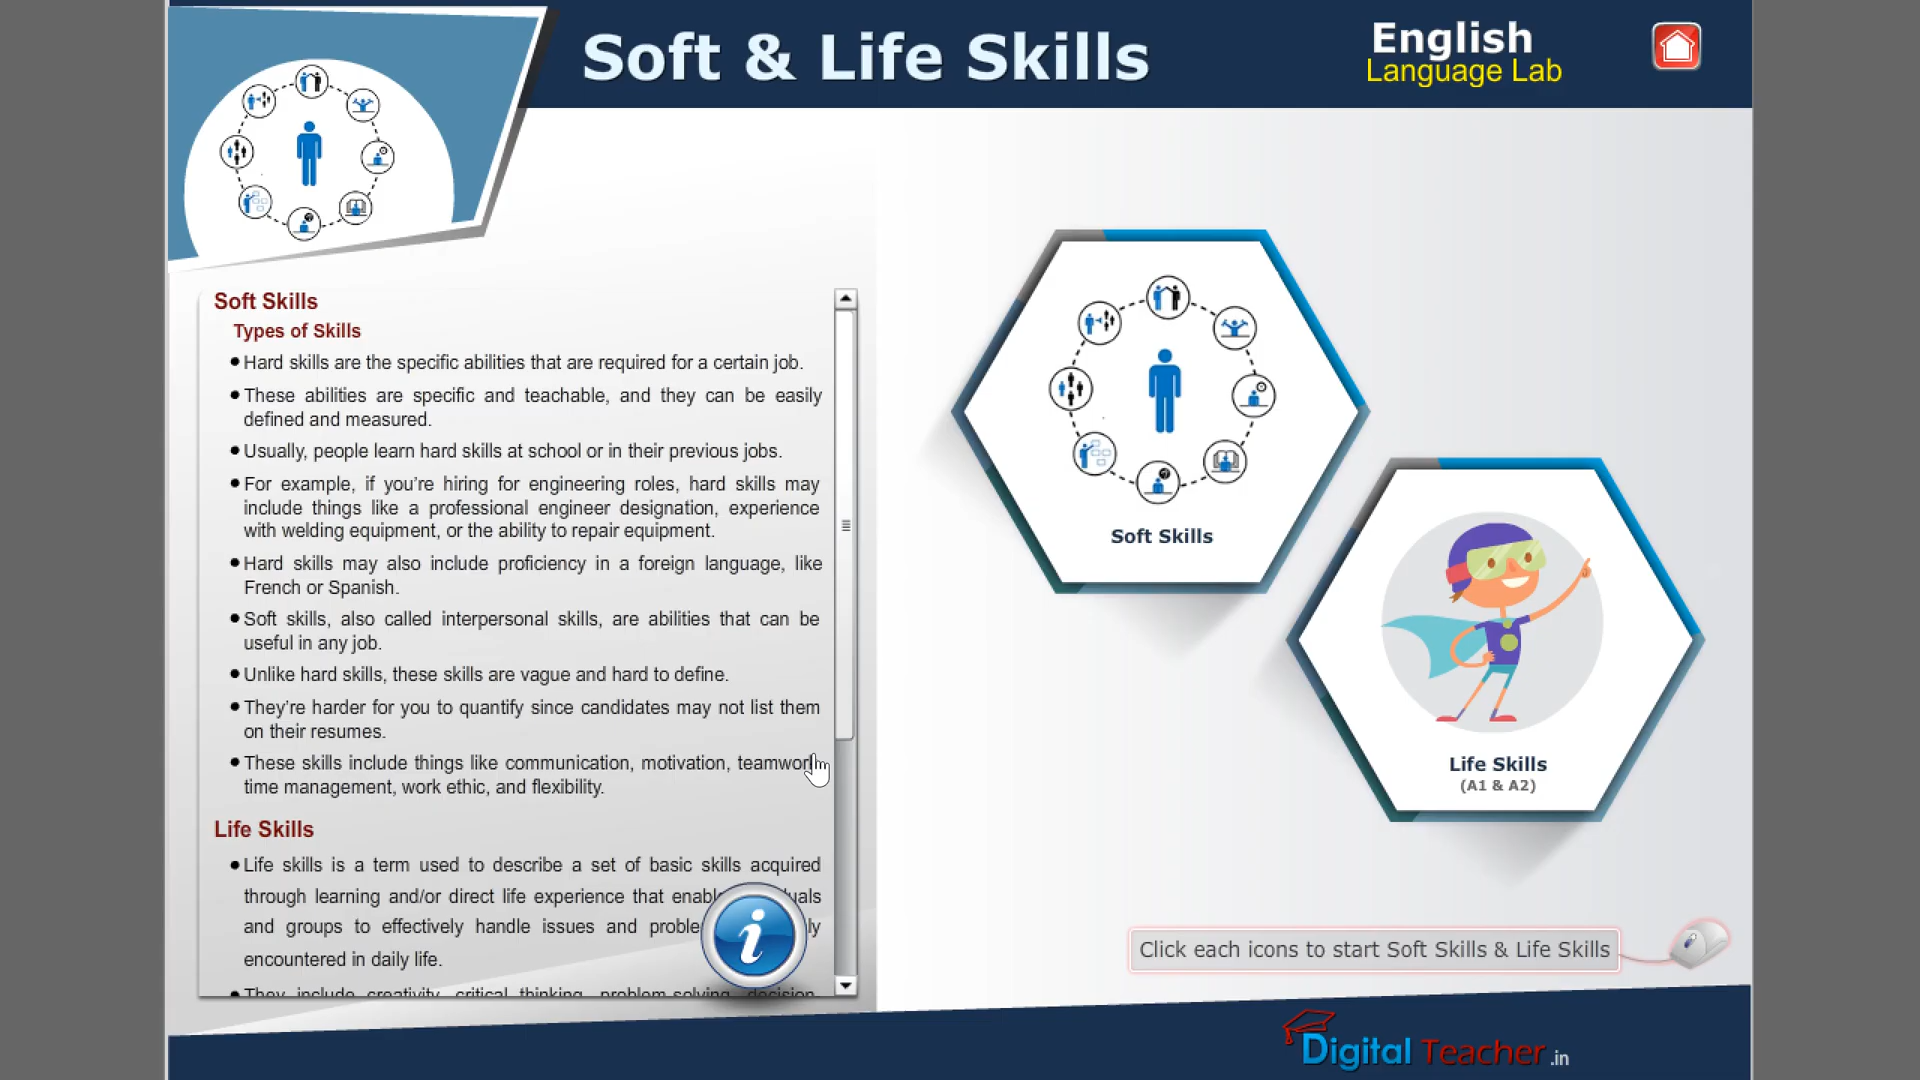 Soft & Life Skills
English
Language Lab
Soft Skills
Types of Skills
● Hard skills are the specific abilities that are required for a certain job.
● These abilities are specific and teachable, and they can be easily
defined and measured.
● Usually, people learn hard skills at school or in their previous jobs.
● For example, if you’re hiring for engineering roles, hard skills may
include things like a professional engineer designation, experience
with welding equipment, or the ability to repair equipment.
● Hard skills may also include proficiency in a foreign language, like
French or Spanish.
● Soft skills, also called interpersonal skills, are abilities that can be
useful in any job.
● Unlike hard skills, these skills are vague and hard to define.
● They’re harder for you to quantify since candidates may not list them
on their resumes.
● These skills include things like communication, motivation, teamwork
time management, work ethic, and flexibility.
Life Skills
● Life skills is a term used to describe a set of basic skills acquired
through learning and/or direct life experience that
and groups to effectively handle issues and
encountered in daily life.
● They include creativity, critical thinking, problem-solving, decision-
i
Soft Skills
Life Skills
(A1 & A2)
Click each icons to start Soft Skills & Life Skills
Digital Teacher.in